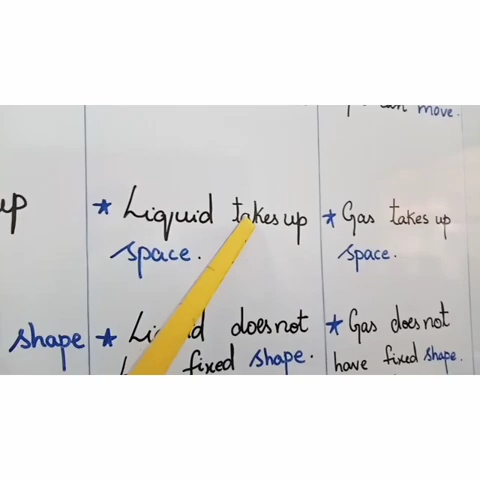 can move.
up
* Liquid takes up
space.
* Gas takes up
space.
shape
* does not
fixed shape.
* Gas does not
have fixed shape.